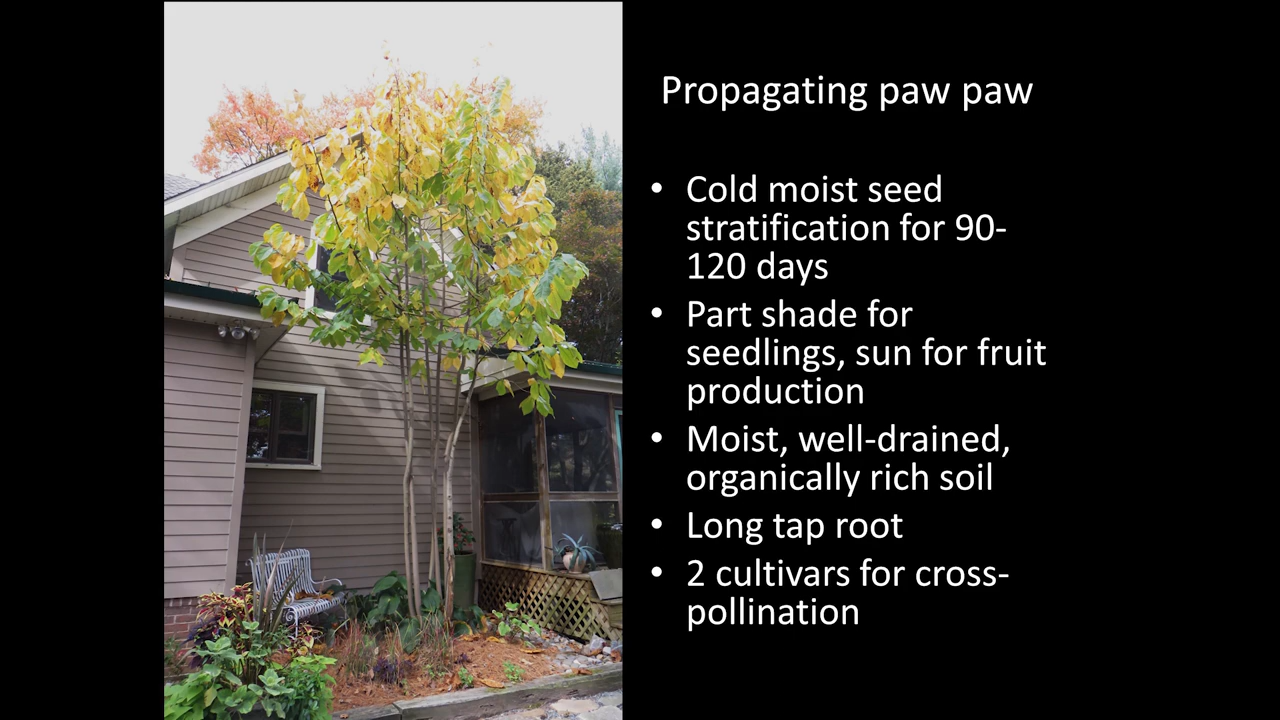 Propagating paw paw
• Cold moist seed
stratification for 90-
120 days
• Part shade for
seedlings, sun for fruit
production
• Moist, well-drained,
organically rich soil
• Long tap root
• 2 cultivars for cross-
pollination